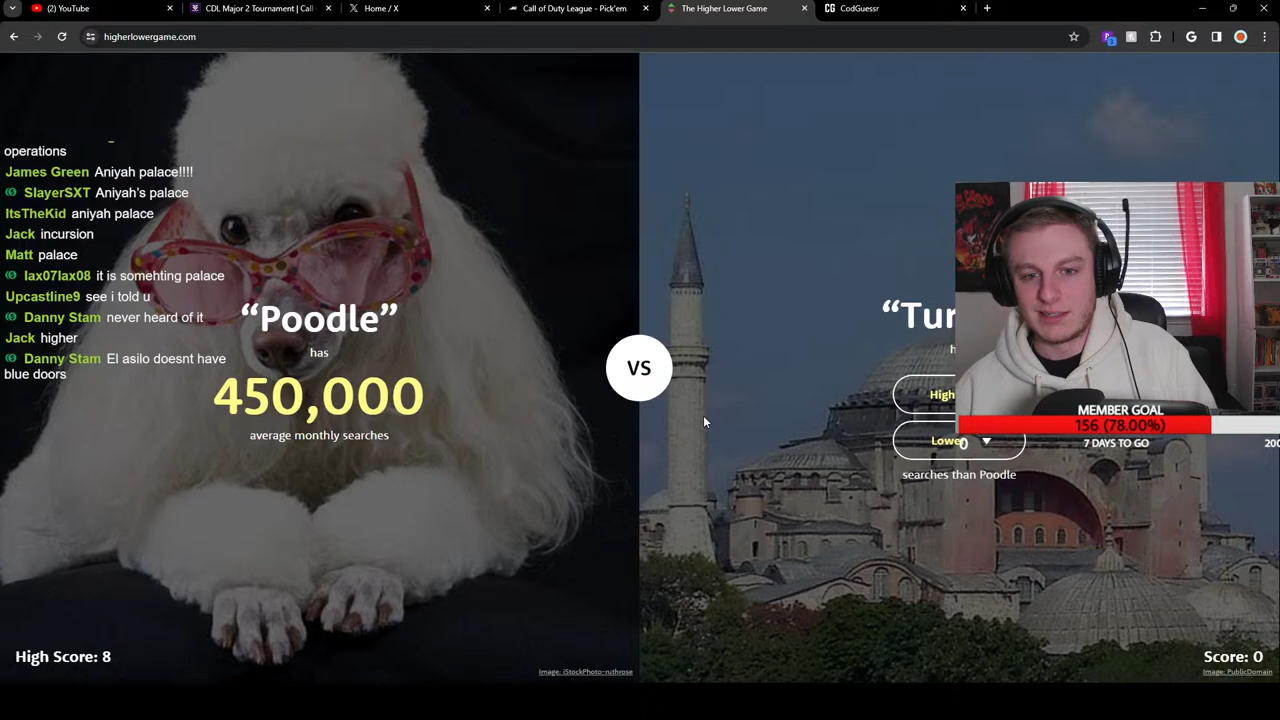 (2) YouTube
CDL Major 2 Tournament | Call
Home / X
Call of Duty League - Pick'em
The Higher Lower Game
CodGuessr
higherlowergame.com
operations
James Green Aniyah palace!!!!
SlayerSXT Aniyah's palace
ItsTheKid aniyah palace
Jack incursion
Matt palace
lax07lax08 it is somehting palace
Upcastline9 see i told u
Danny Stam never heard of it
Jack higher
Danny Stam El asilo doesnt have
blue doors
“Poodle”
has
450,000
average monthly searches
VS
“Tur
h
High
Lowe
0
searches than Poodle
MEMBER GOAL
156 (78.00%)
7 DAYS TO GO
200
High Score: 8
Image: iStockPhoto-ruthrose
Score: 0
Image: PublicDomain